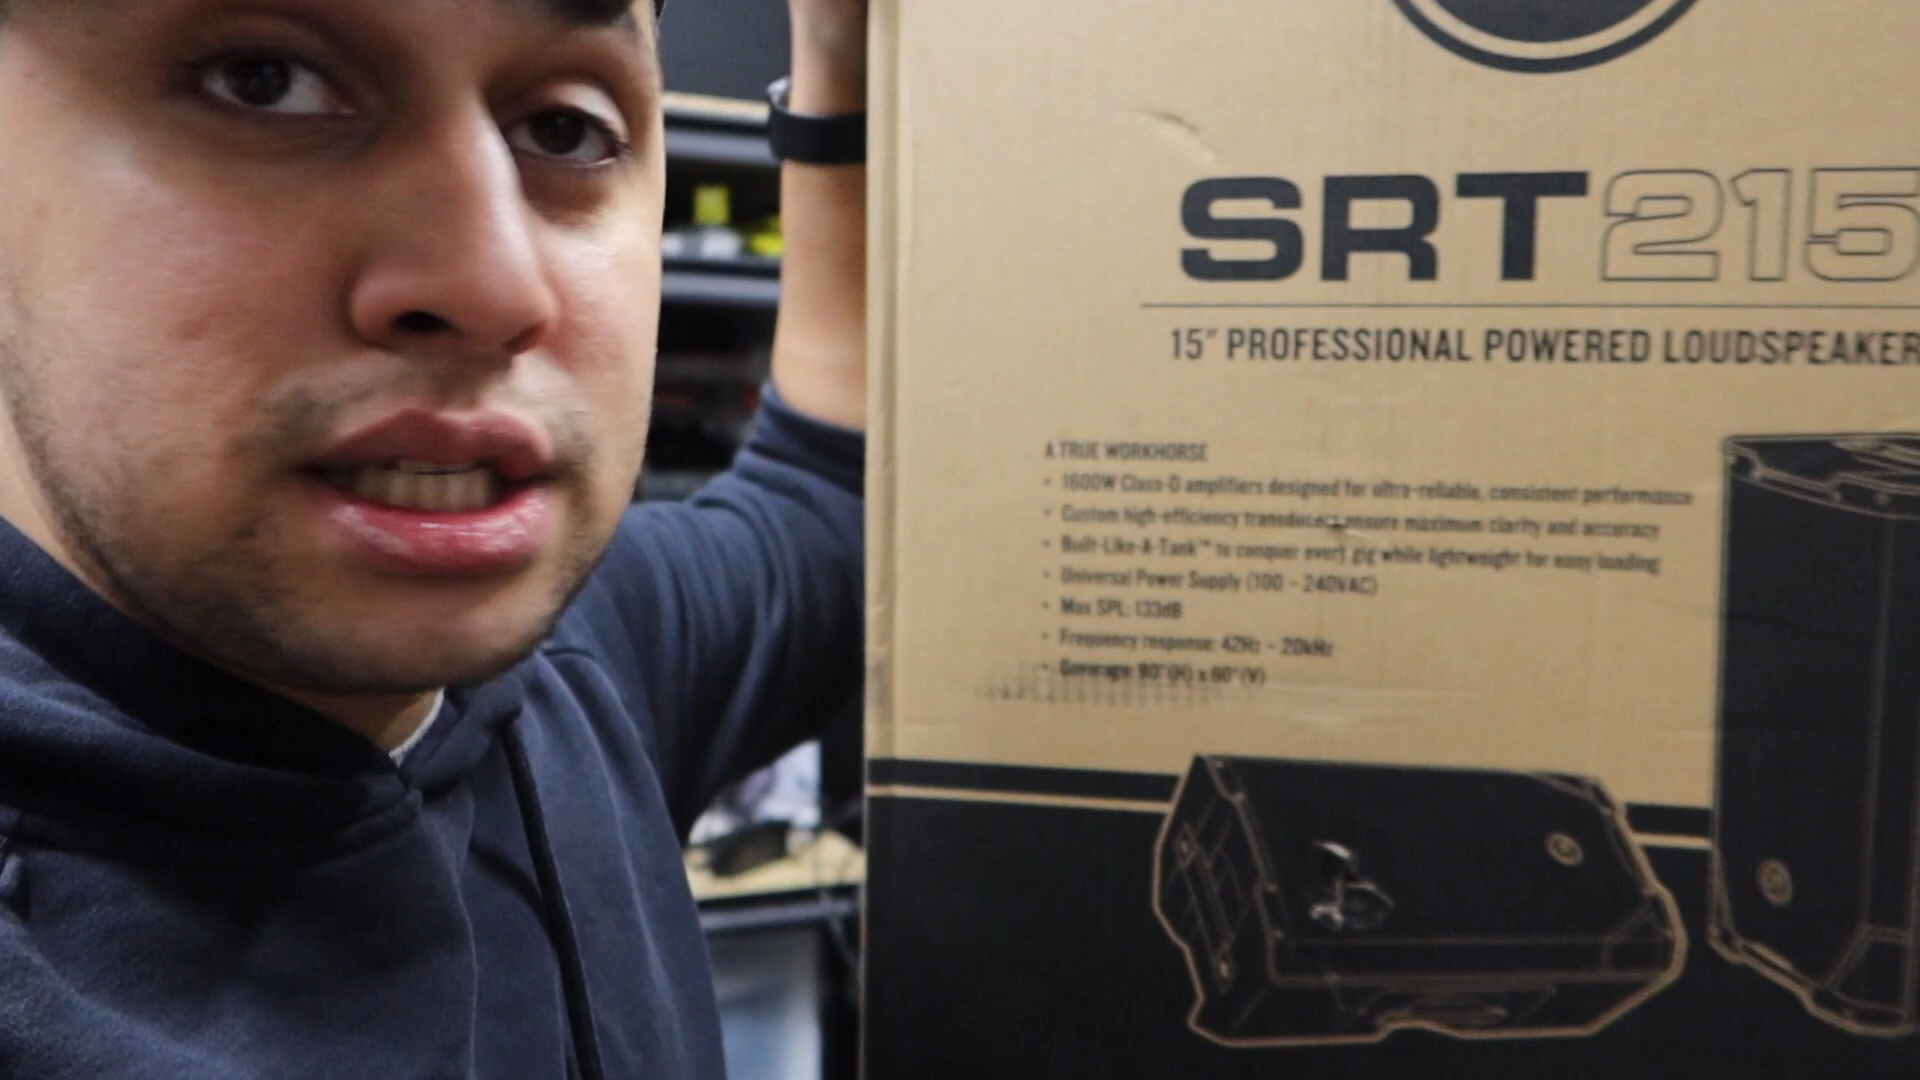 SRT215
15" PROFESSIONAL POWERED LOUDSPEAKER
A TRUE WORKHORSE
• 1600W Class-D amplifiers designed for ultra-reliable, consistent performance
• Custom high-efficiency transducers ensure maximum clarity and accuracy
• Built-Like-A-Tank™ to conquer every gig while lightweight for easy loading
• Universal Power Supply (100 – 240VAC)
• Max SPL: 133dB
• Frequency response: 42Hz – 20kHz
• Coverage: 90°(H) x 60°(V)